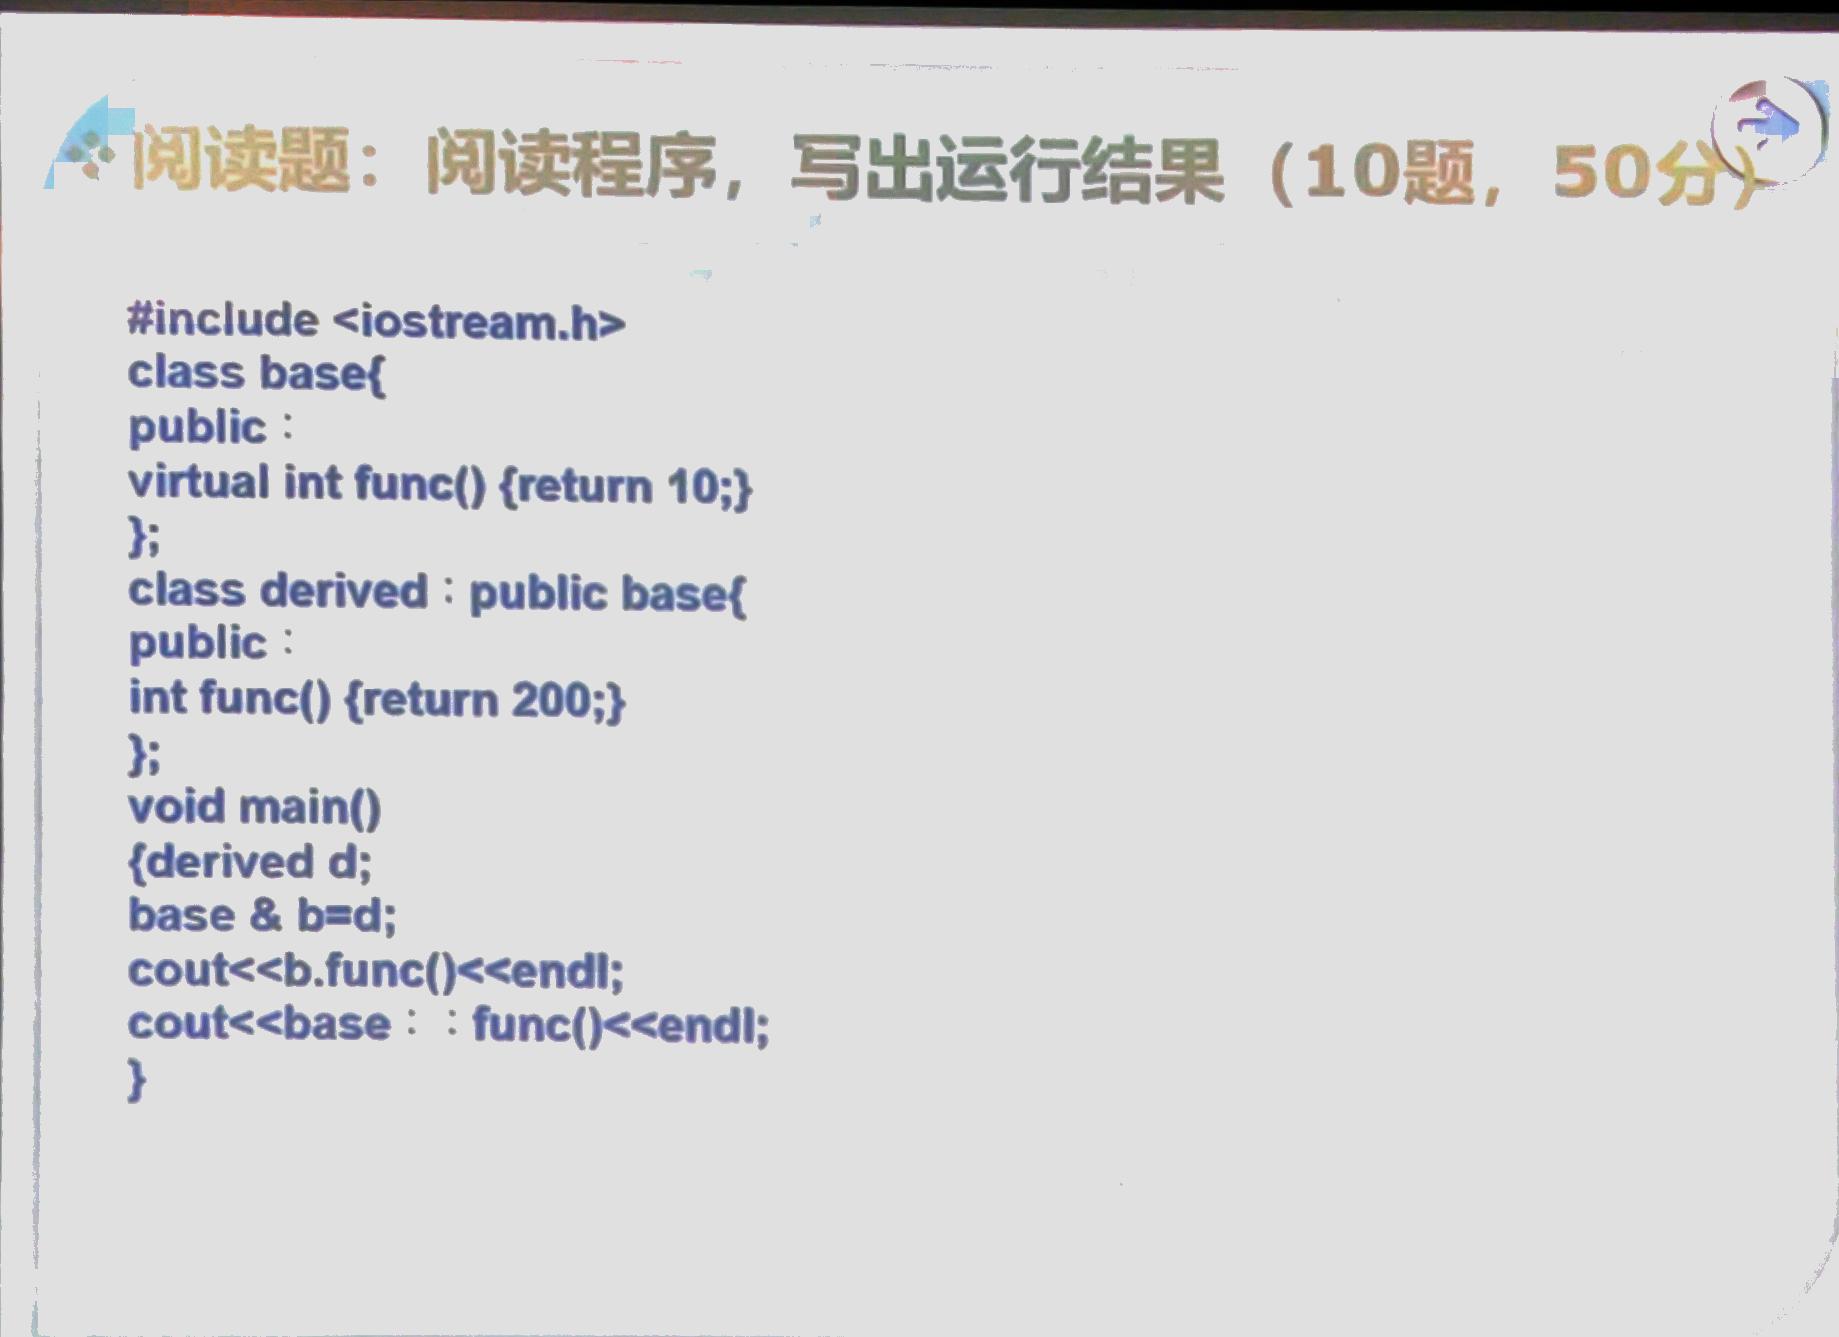 阅读题：阅读程序，写出运行结果（10题，50分）
#include <iostream.h>
class base{
public：
virtual int func() {return 10;}
};
class derived：public base{
public：
int func() {return 200;}
};
void main()
{derived d;
base & b=d;
cout<<b.func()<<endl;
cout<<base：：func()<<endl;
}